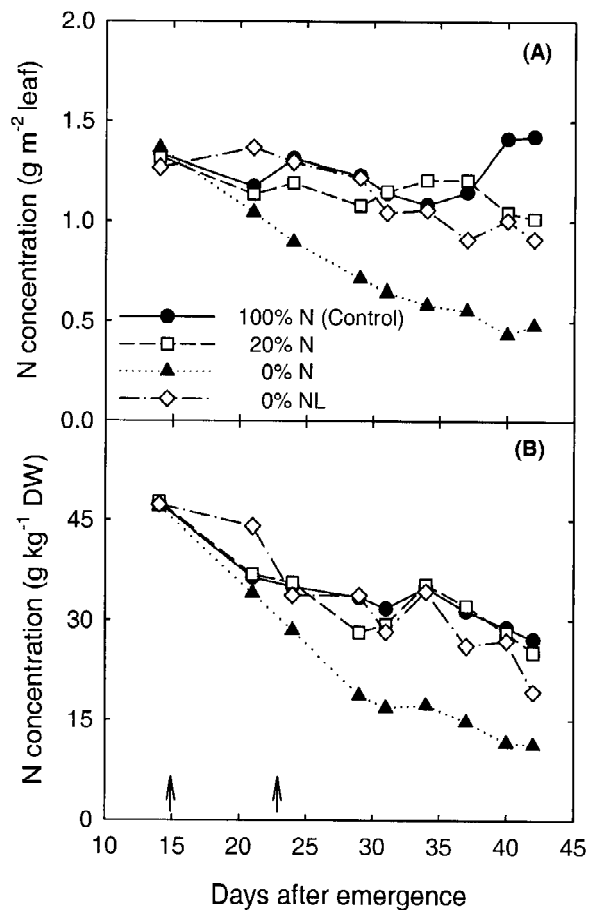 2.0
(A)
1.5
1.0
0.5
0.0
N concentration (g m⁻² leaf)
100% N (Control)
20% N
0% N
0% NL
(B)
45
30
15
0
N concentration (g kg⁻¹ DW)
10 15 20 25 30 35 40 45
Days after emergence